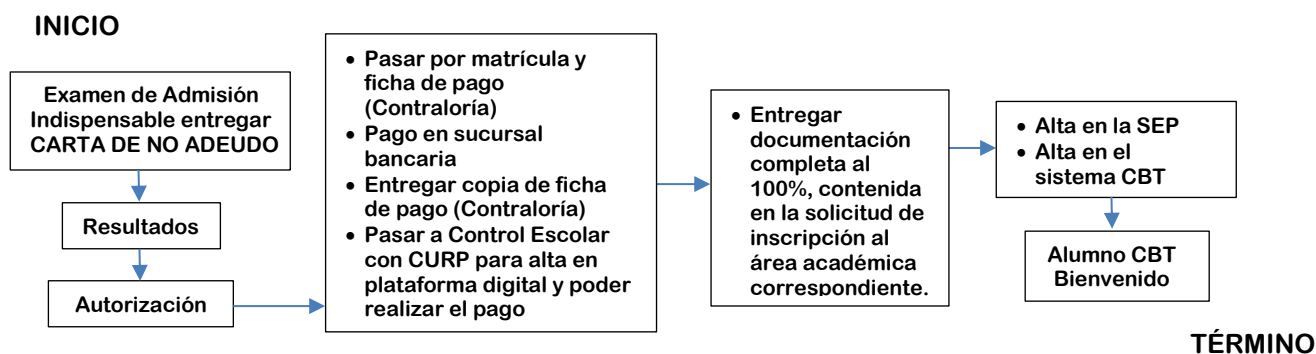 INICIO
Examen de Admisión
Indispensable entregar
CARTA DE NO ADEUDO
Resultados
Autorización
• Pasar por matrícula y
ficha de pago
(Contraloría)
• Pago en sucursal
bancaria
• Entregar copia de ficha
de pago (Contraloría)
• Pasar a Control Escolar
con CURP para alta en
plataforma digital y poder
realizar el pago
• Entregar
documentación
completa al
100%, contenida
en la solicitud de
inscripción al
área académica
correspondiente.
• Alta en la SEP
• Alta en el
sistema CBT
Alumno CBT
Bienvenido
TÉRMINO